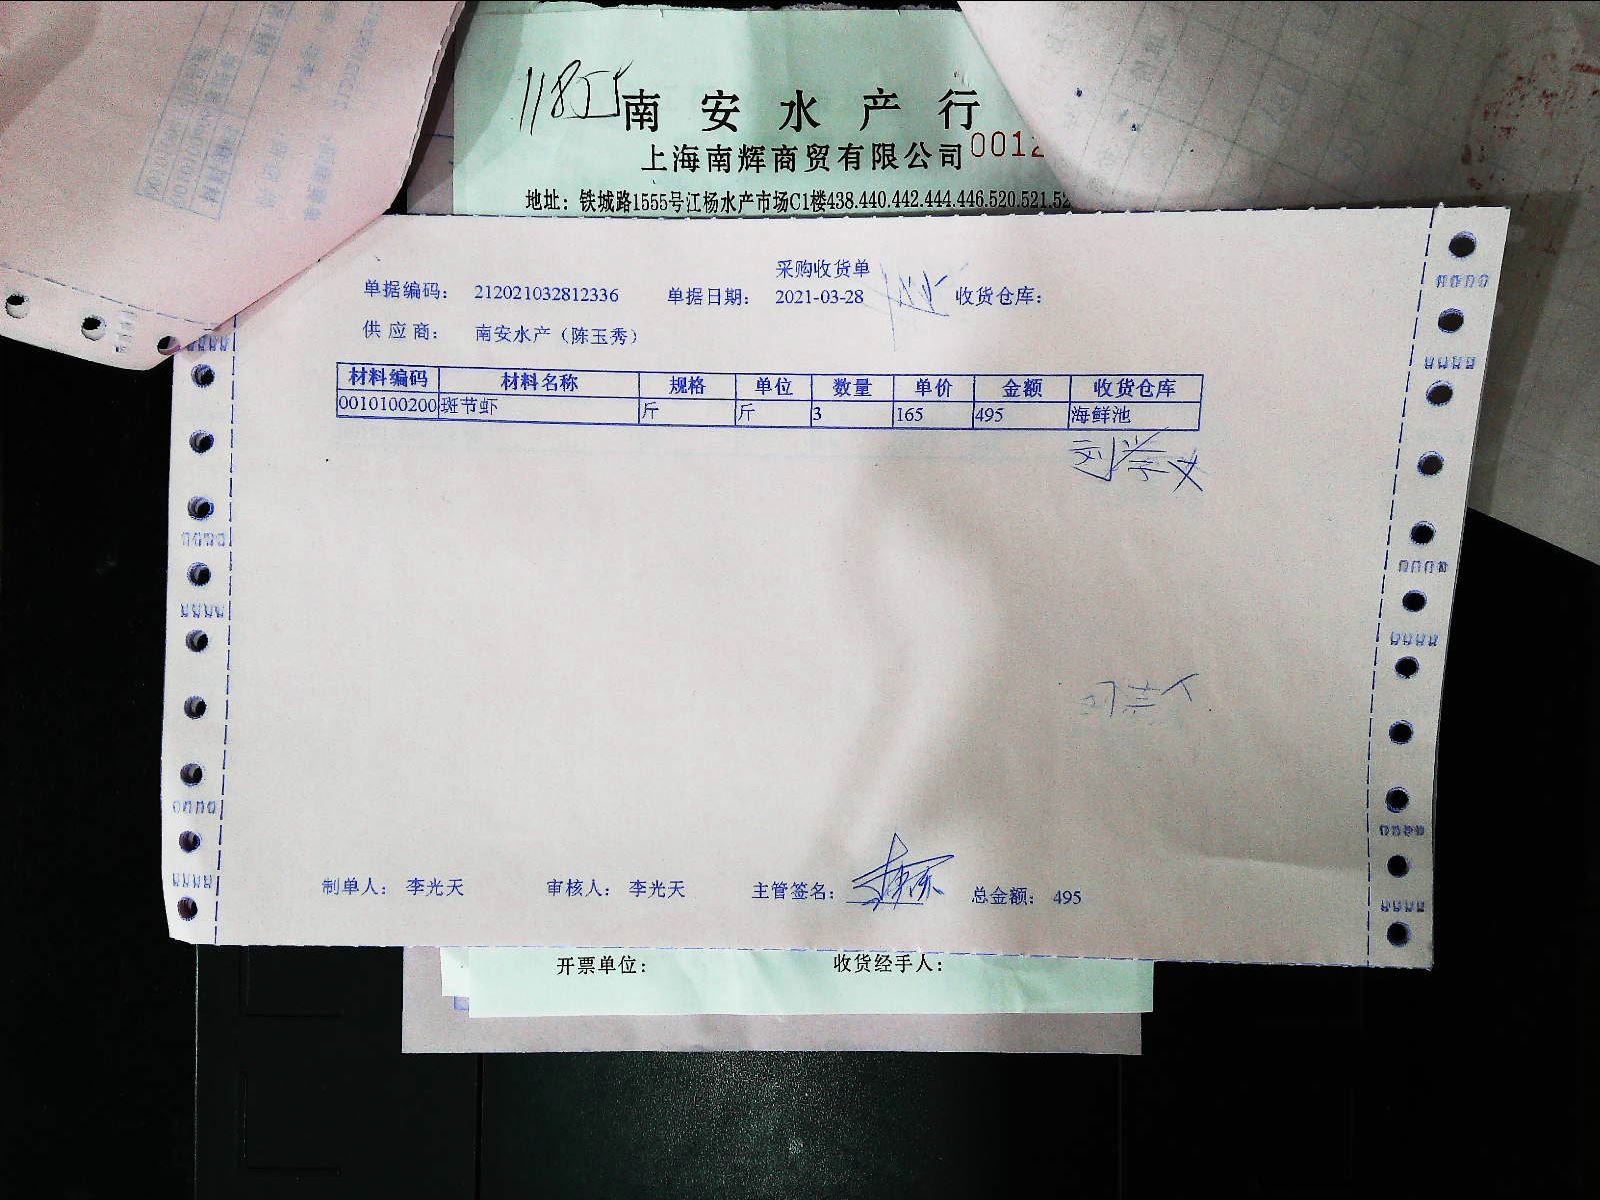 南安水产行
上海南辉商贸有限公司
地址：铁城路1555号江杨水产市场C1楼438.440.442.444.446.520.521.52
采购收货单
单据编码： 212021032812336 单据日期： 2021-03-28 收货仓库：
供应商： 南安水产（陈玉秀）
材料编码 材料名称 规格 单位 数量 单价 金额 收货仓库
0010100200 斑节虾 斤 斤 3 165 495 海鲜池
制单人： 李光天 审核人： 李光天 主管签名： 总金额： 495
开票单位： 收货经手人：